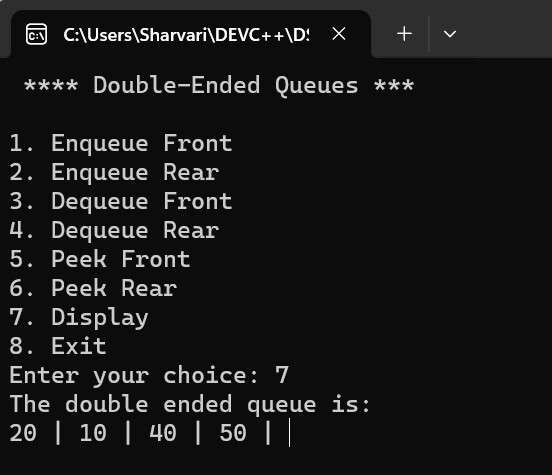 C:\Users\Sharvari\DEVC++\DS
**** Double-Ended Queues ***
1. Enqueue Front
2. Enqueue Rear
3. Dequeue Front
4. Dequeue Rear
5. Peek Front
6. Peek Rear
7. Display
8. Exit
Enter your choice: 7
The double ended queue is:
20 | 10 | 40 | 50 |